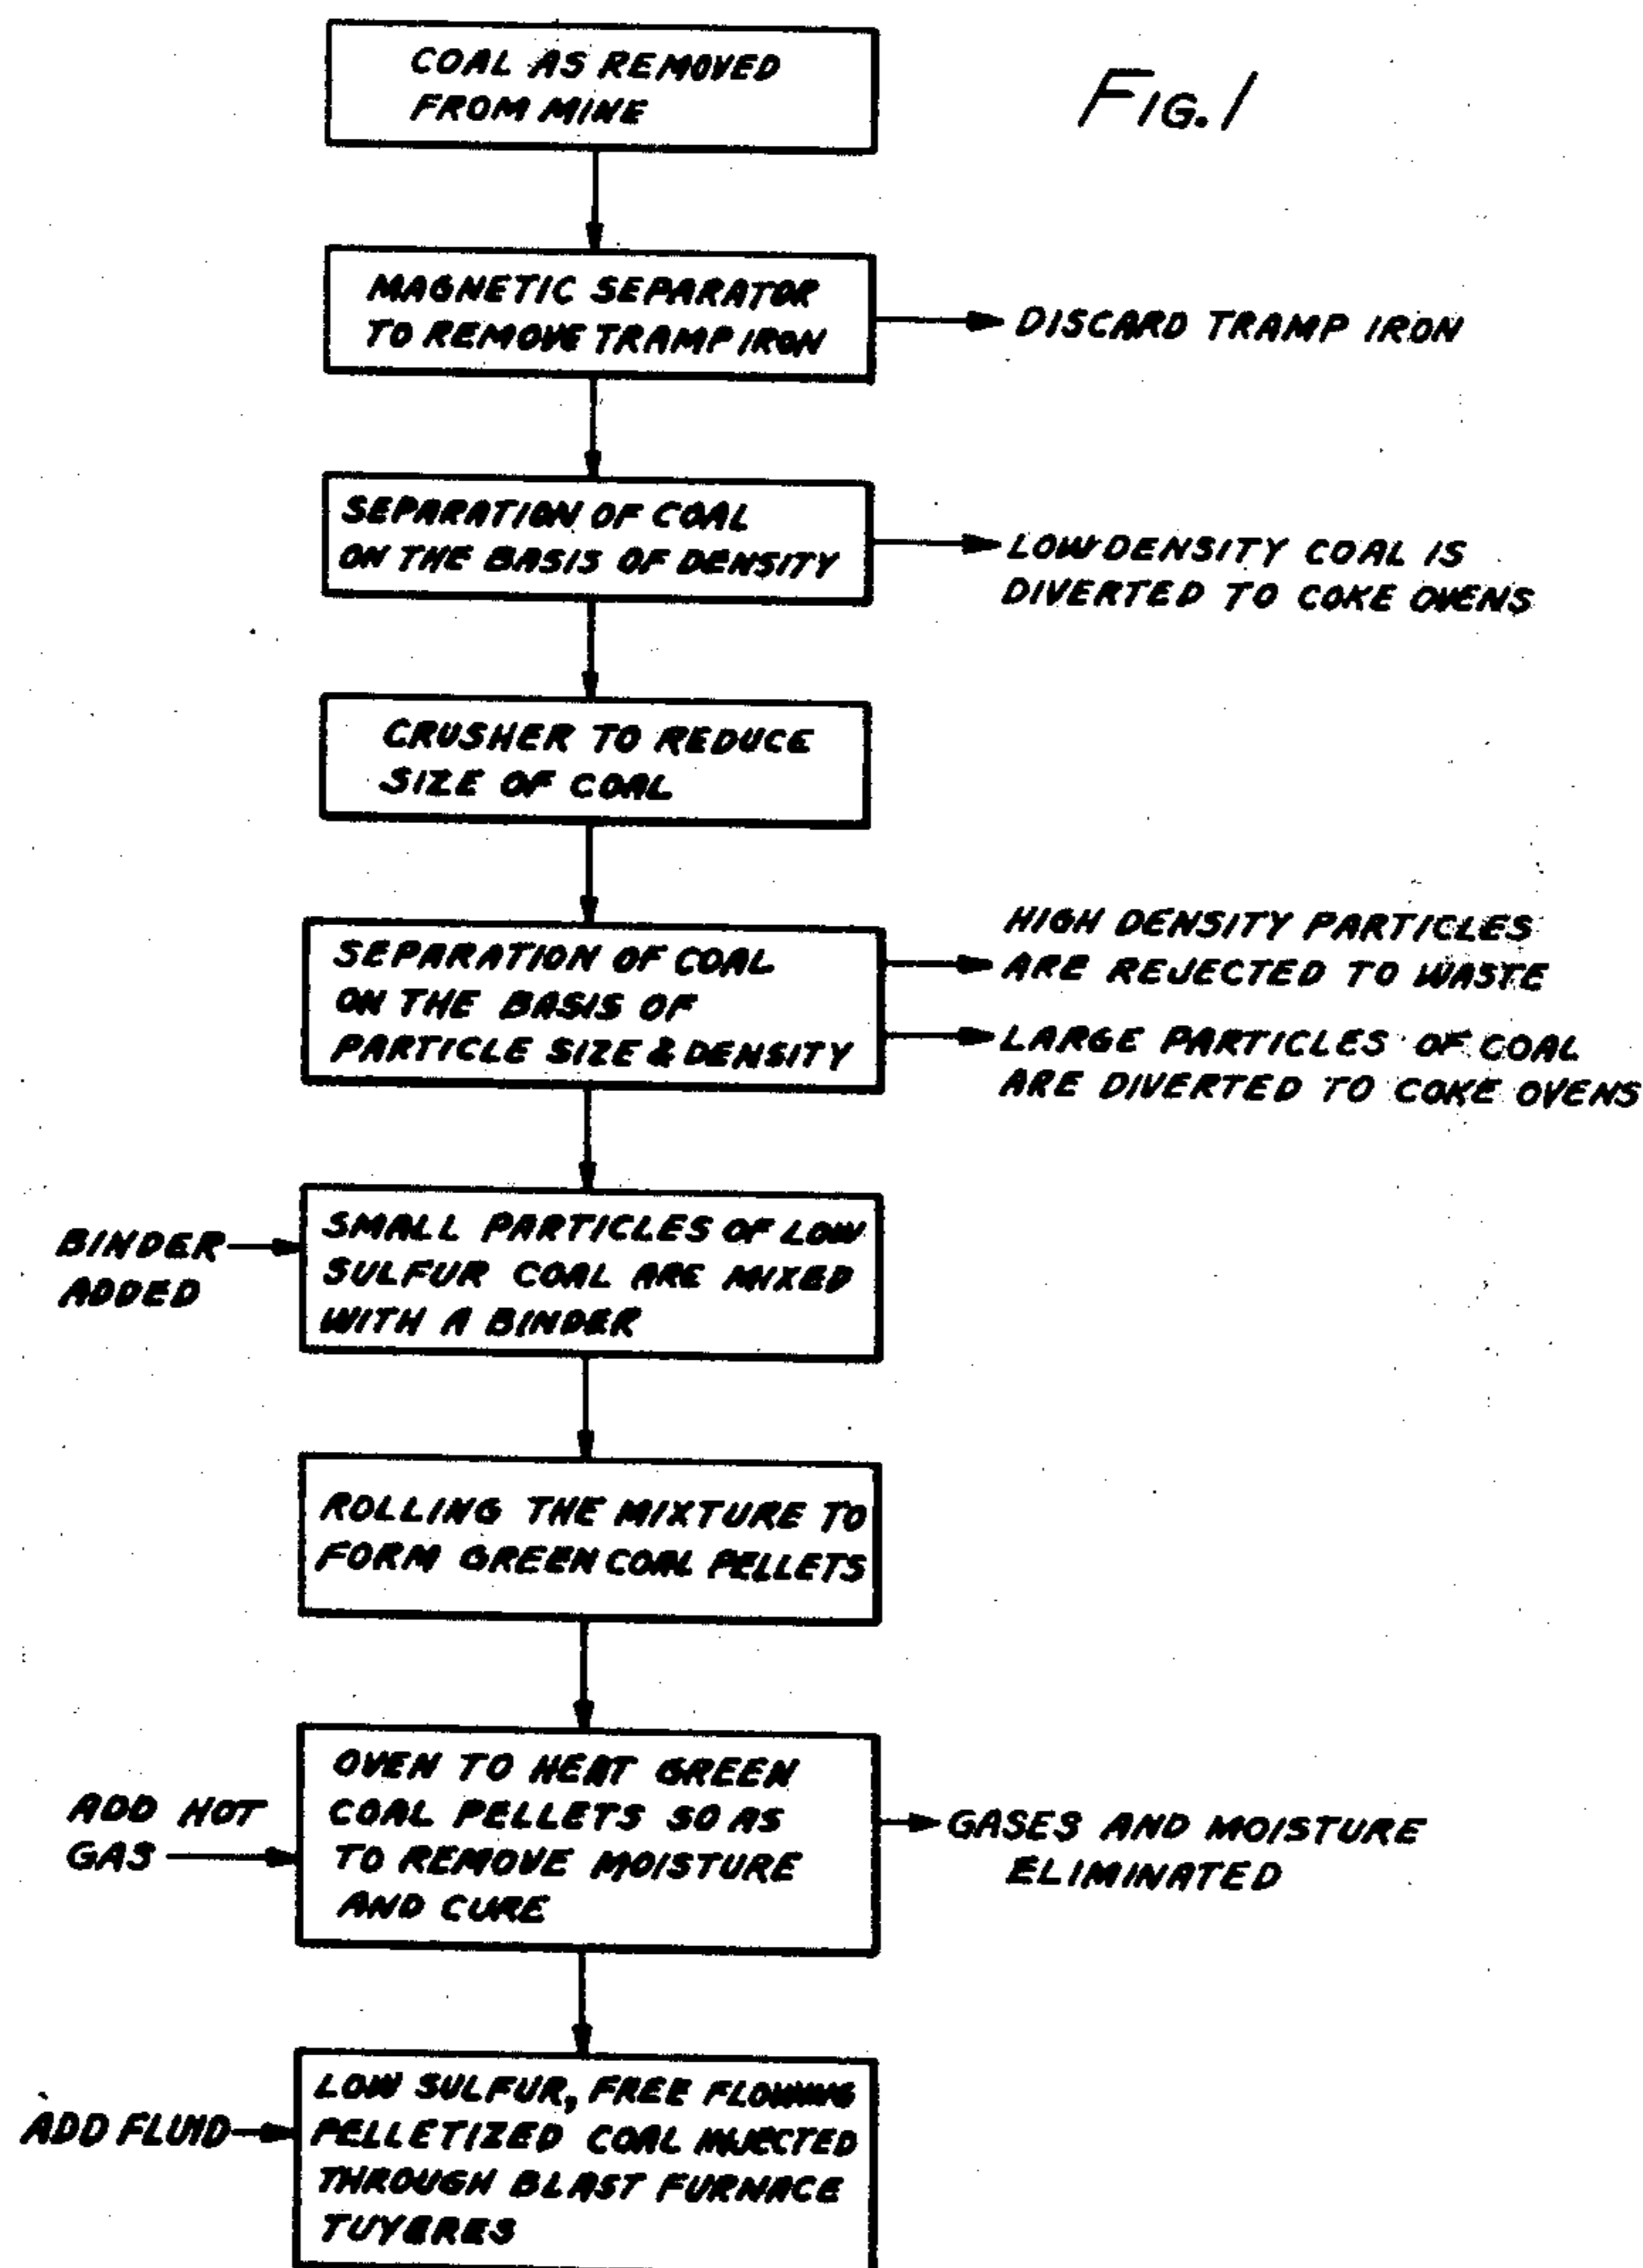 COAL AS REMOVED
FROM MINE
FIG. 1
MAGNETIC SEPARATOR
TO REMOVE TRAMP IRON
DISCARD TRAMP IRON
SEPARATION OF COAL
ON THE BASIS OF DENSITY
LOW DENSITY COAL IS
DIVERTED TO COKE OVENS
CRUSHER TO REDUCE
SIZE OF COAL
SEPARATION OF COAL
ON THE BASIS OF
PARTICLE SIZE & DENSITY
HIGH DENSITY PARTICLES
ARE REJECTED TO WASTE
LARGE PARTICLES OF COAL
ARE DIVERTED TO COKE OVENS
BINDER
ADDED
SMALL PARTICLES OF LOW
SULFUR COAL ARE MIXED
WITH A BINDER
ROLLING THE MIXTURE TO
FORM GREEN COAL PELLETS
ADD HOT
GAS
OVEN TO HEAT GREEN
COAL PELLETS SO AS
TO REMOVE MOISTURE
AND CURE
GASES AND MOISTURE
ELIMINATED
ADD FLUID
LOW SULFUR, FREE FLOWING
PELLETIZED COAL INJECTED
THROUGH BLAST FURNACE
TUYERES